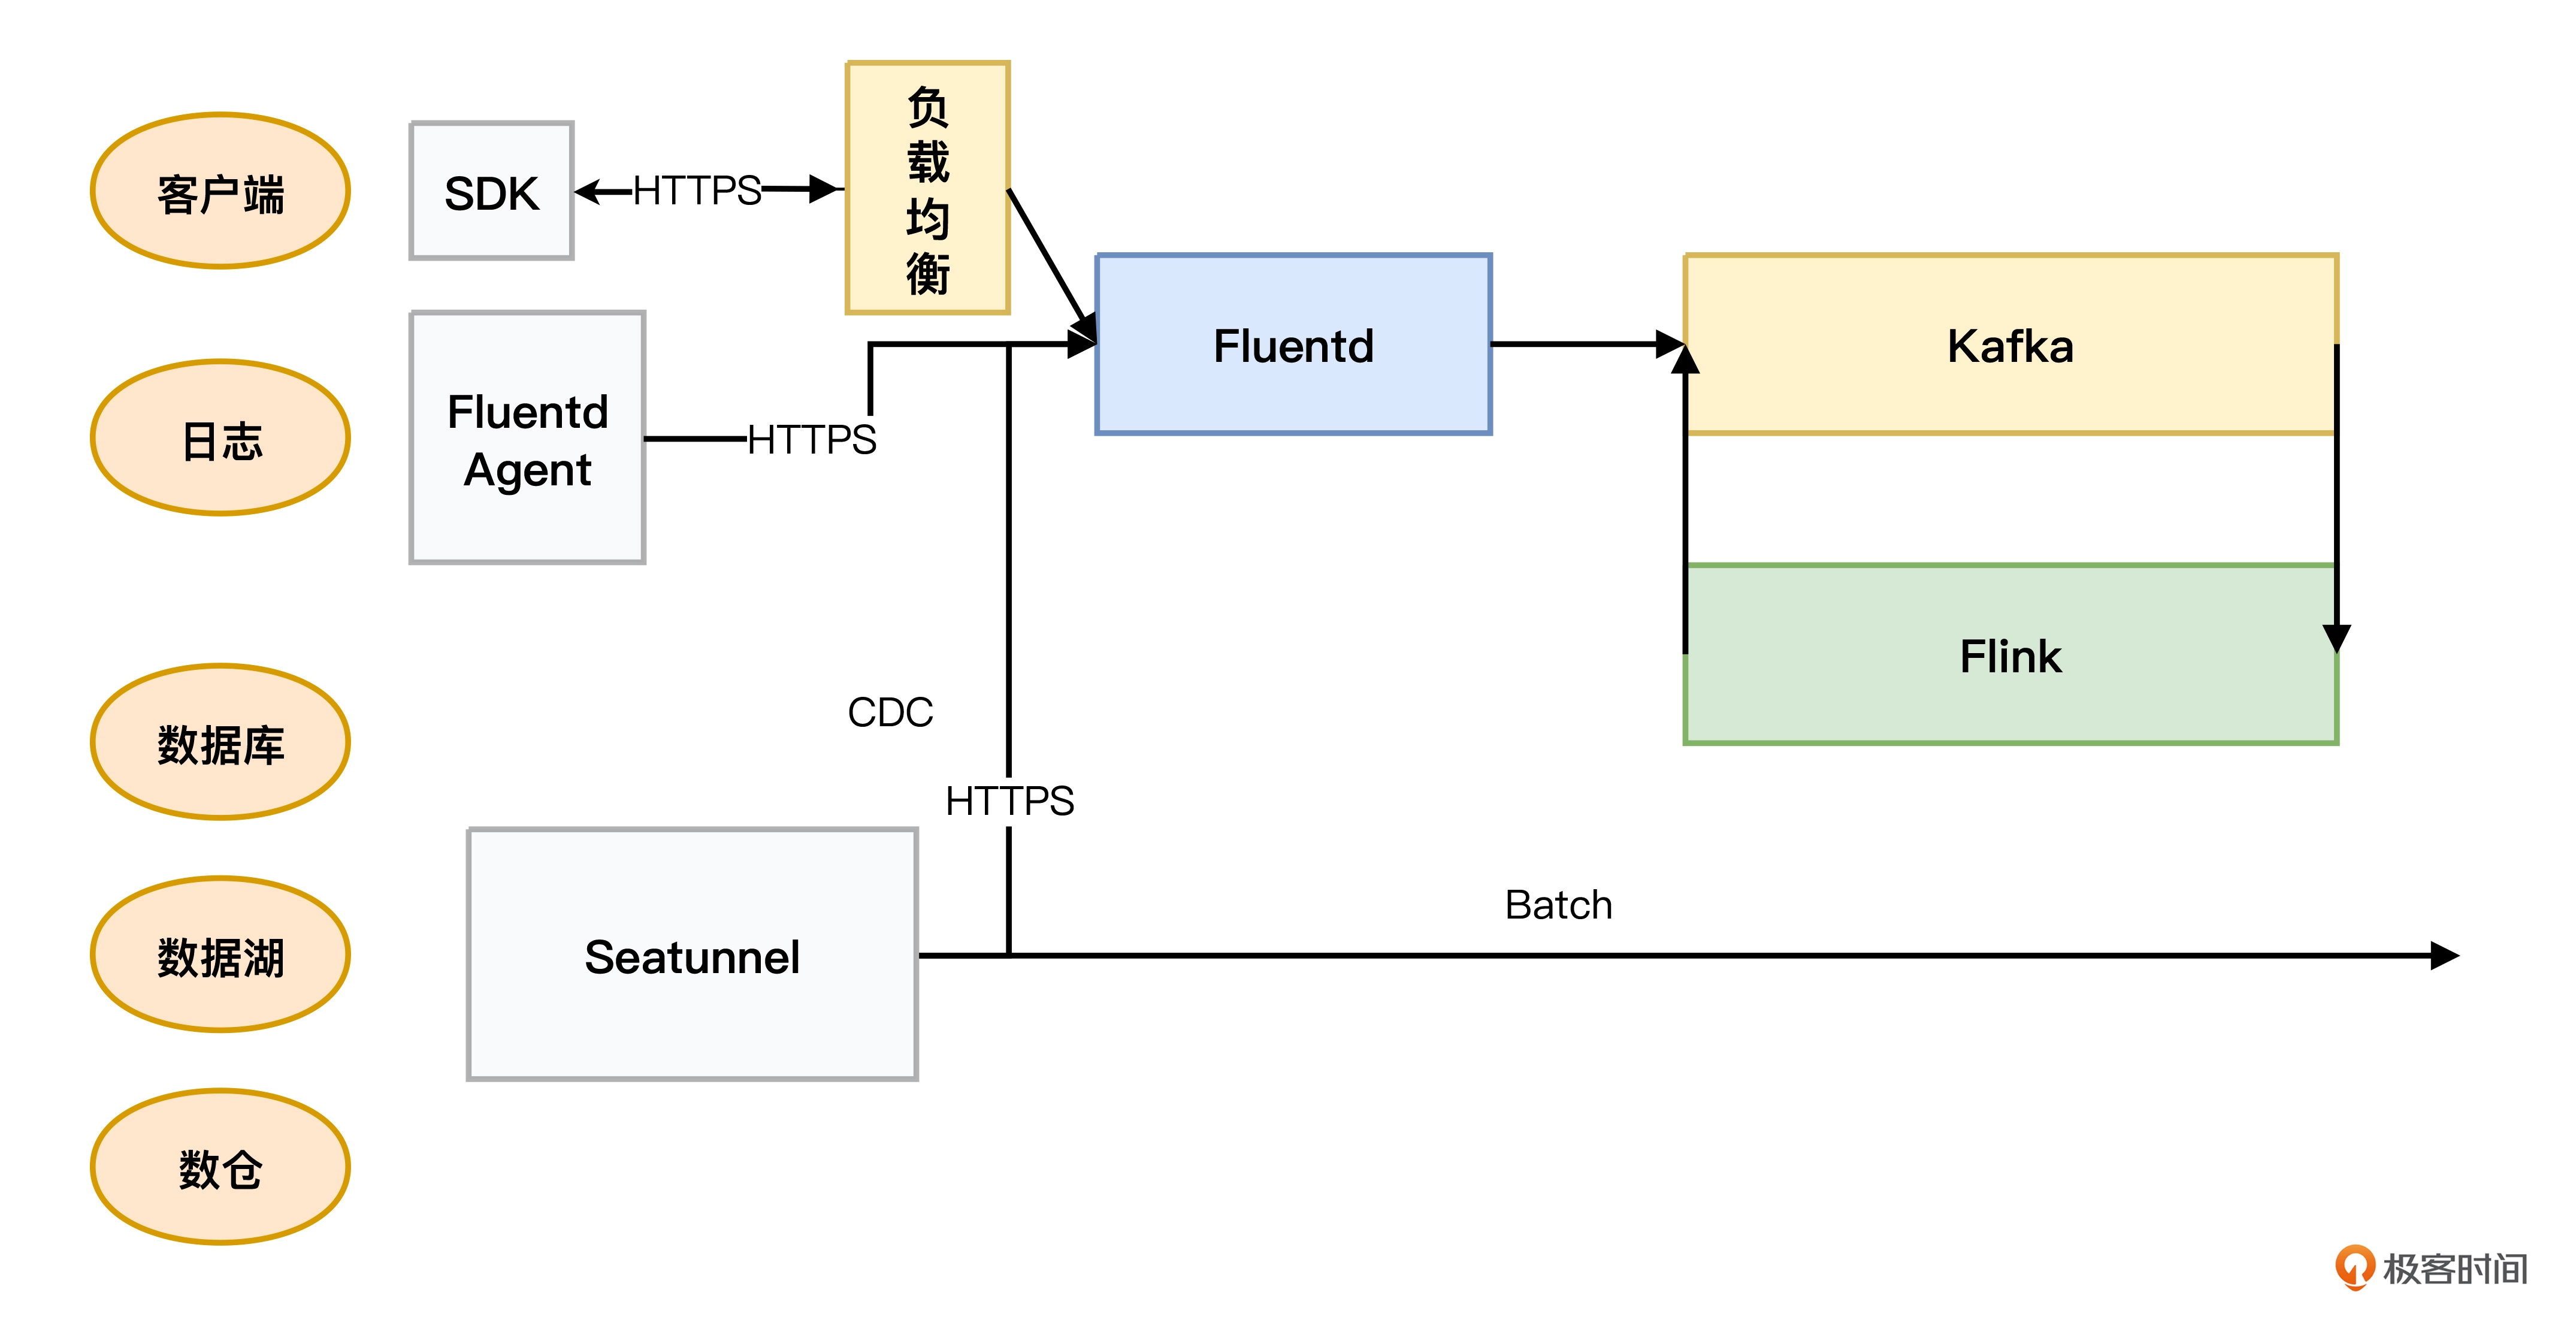 客户端
SDK
HTTPS
负
载
均
衡
日志
Fluentd
Agent
HTTPS
Fluentd
Kafka
Flink
数据库
CDC
HTTPS
数据湖
Seatunnel
Batch
数仓
极客时间